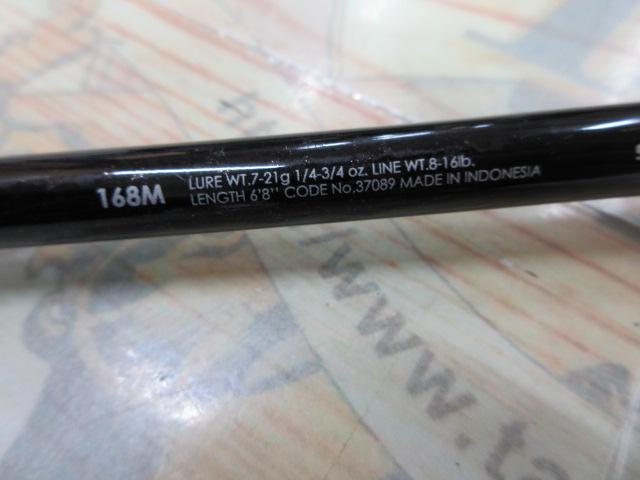 168M
LURE WT.7-21g 1/4-3/4 oz. LINE WT.8-16lb.
LENGTH 6'8'' CODE No.37089 MADE IN INDONESIA
www.ta